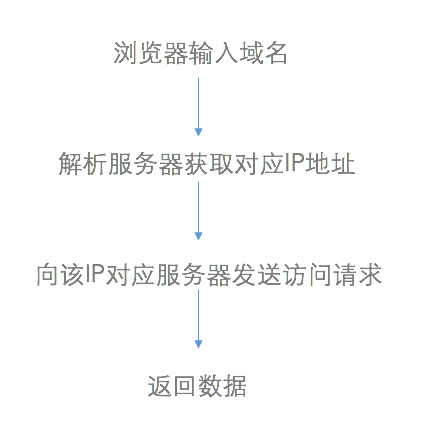 浏览器输入域名
解析服务器获取对应IP地址
向该IP对应服务器发送访问请求
返回数据